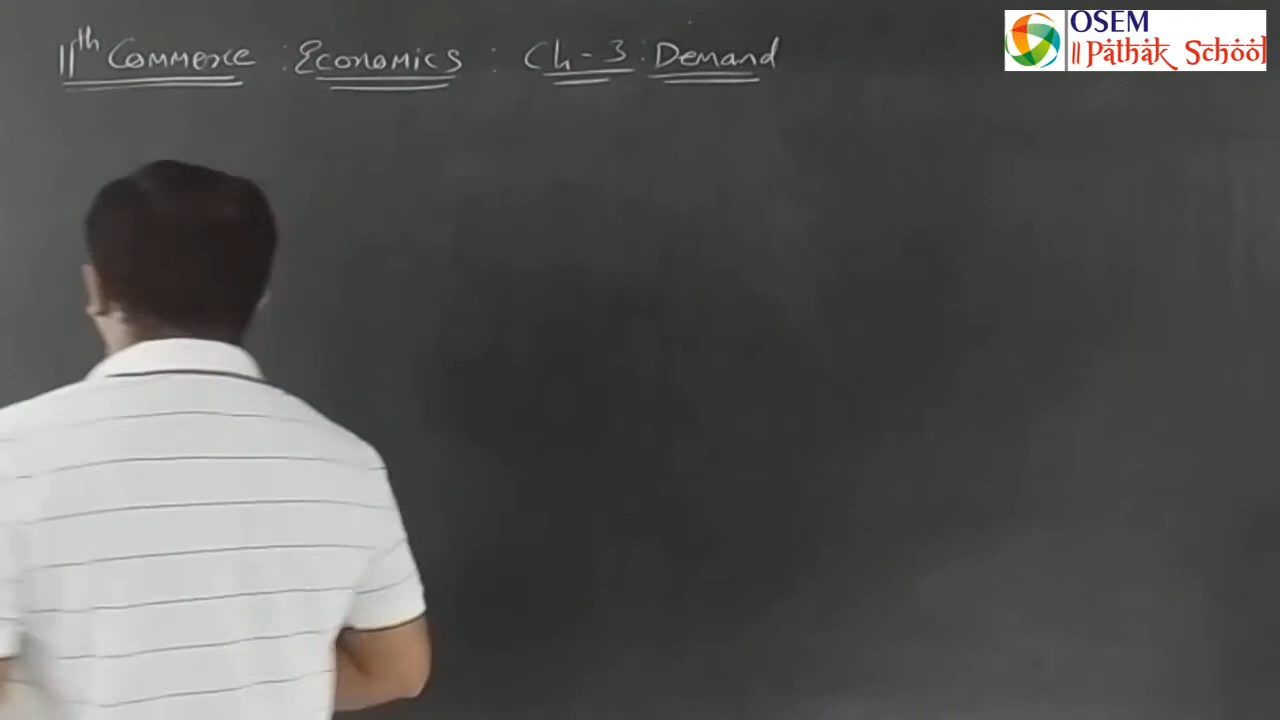 11th Commerce : Economics : Ch-3 : Demand
OSEM
|| Pathak School